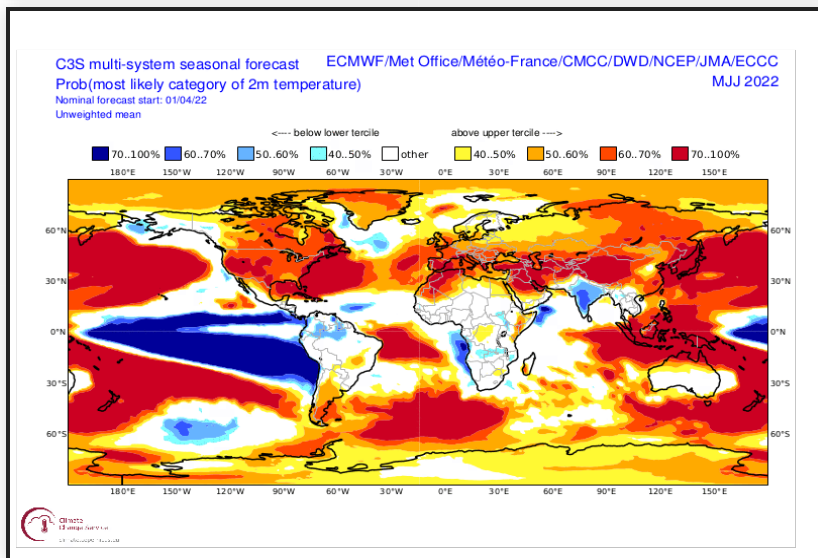 C3S multi-system seasonal forecast ECMWF/Met Office/Météo-France/CMCC/DWD/NCEP/JMA/ECCC
Prob(most likely category of 2m temperature) MJJ 2022
Nominal forecast start: 01/04/22
Unweighted mean
<---- below lower tercile above upper tercile ---->
70..100% 60..70% 50..60% 40..50% other 40..50% 50..60% 60..70% 70..100%
180°E 150°W 120°W 90°W 60°W 30°W 0°E 30°E 60°E 90°E 120°E 150°E
60°N 60°N
30°N 30°N
0°N 0°N
30°S 30°S
60°S 60°S
180°E 150°W 120°W 90°W 60°W 30°W 0°E 30°E 60°E 90°E 120°E 150°E
Climate
Change Service